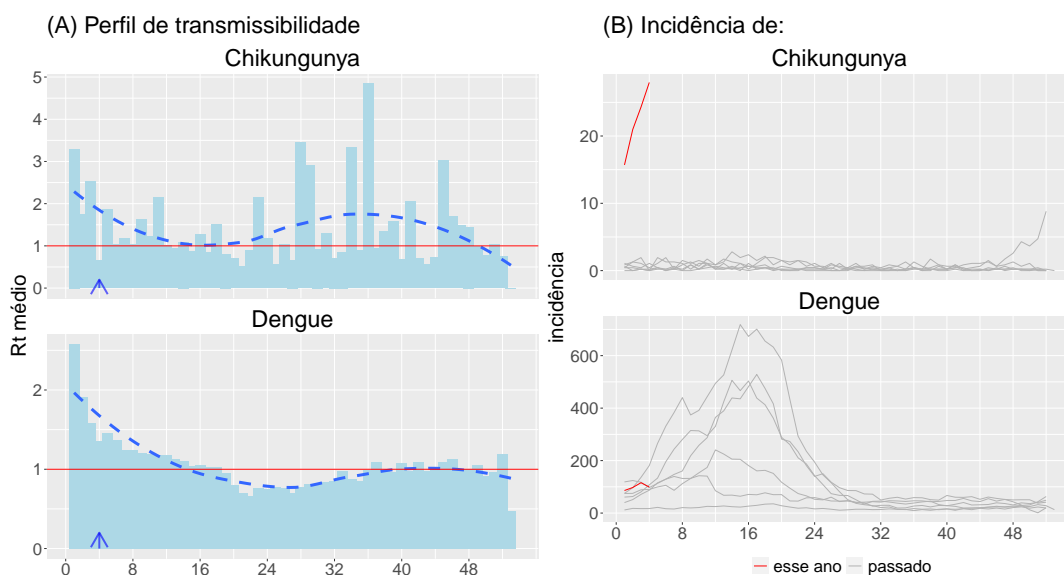 (A) Perfil de transmissibilidade
Chikungunya
5
4
3
2
1
0
Dengue
2
1
0
0 8 16 24 32 40 48
Rt médio
(B) Incidência de:
Chikungunya
20
10
0
Dengue
600
400
200
0
0 8 16 24 32 40 48
incidência
esse ano passado